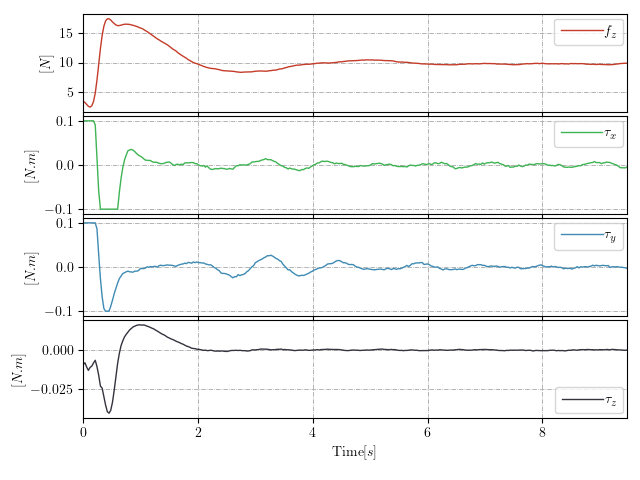 15
10
5
[N]
f_z
0.1
0.0
−0.1
[N.m]
τ_x
0.1
0.0
−0.1
[N.m]
τ_y
0.000
−0.025
[N.m]
τ_z
0 2 4 6 8
Time[s]